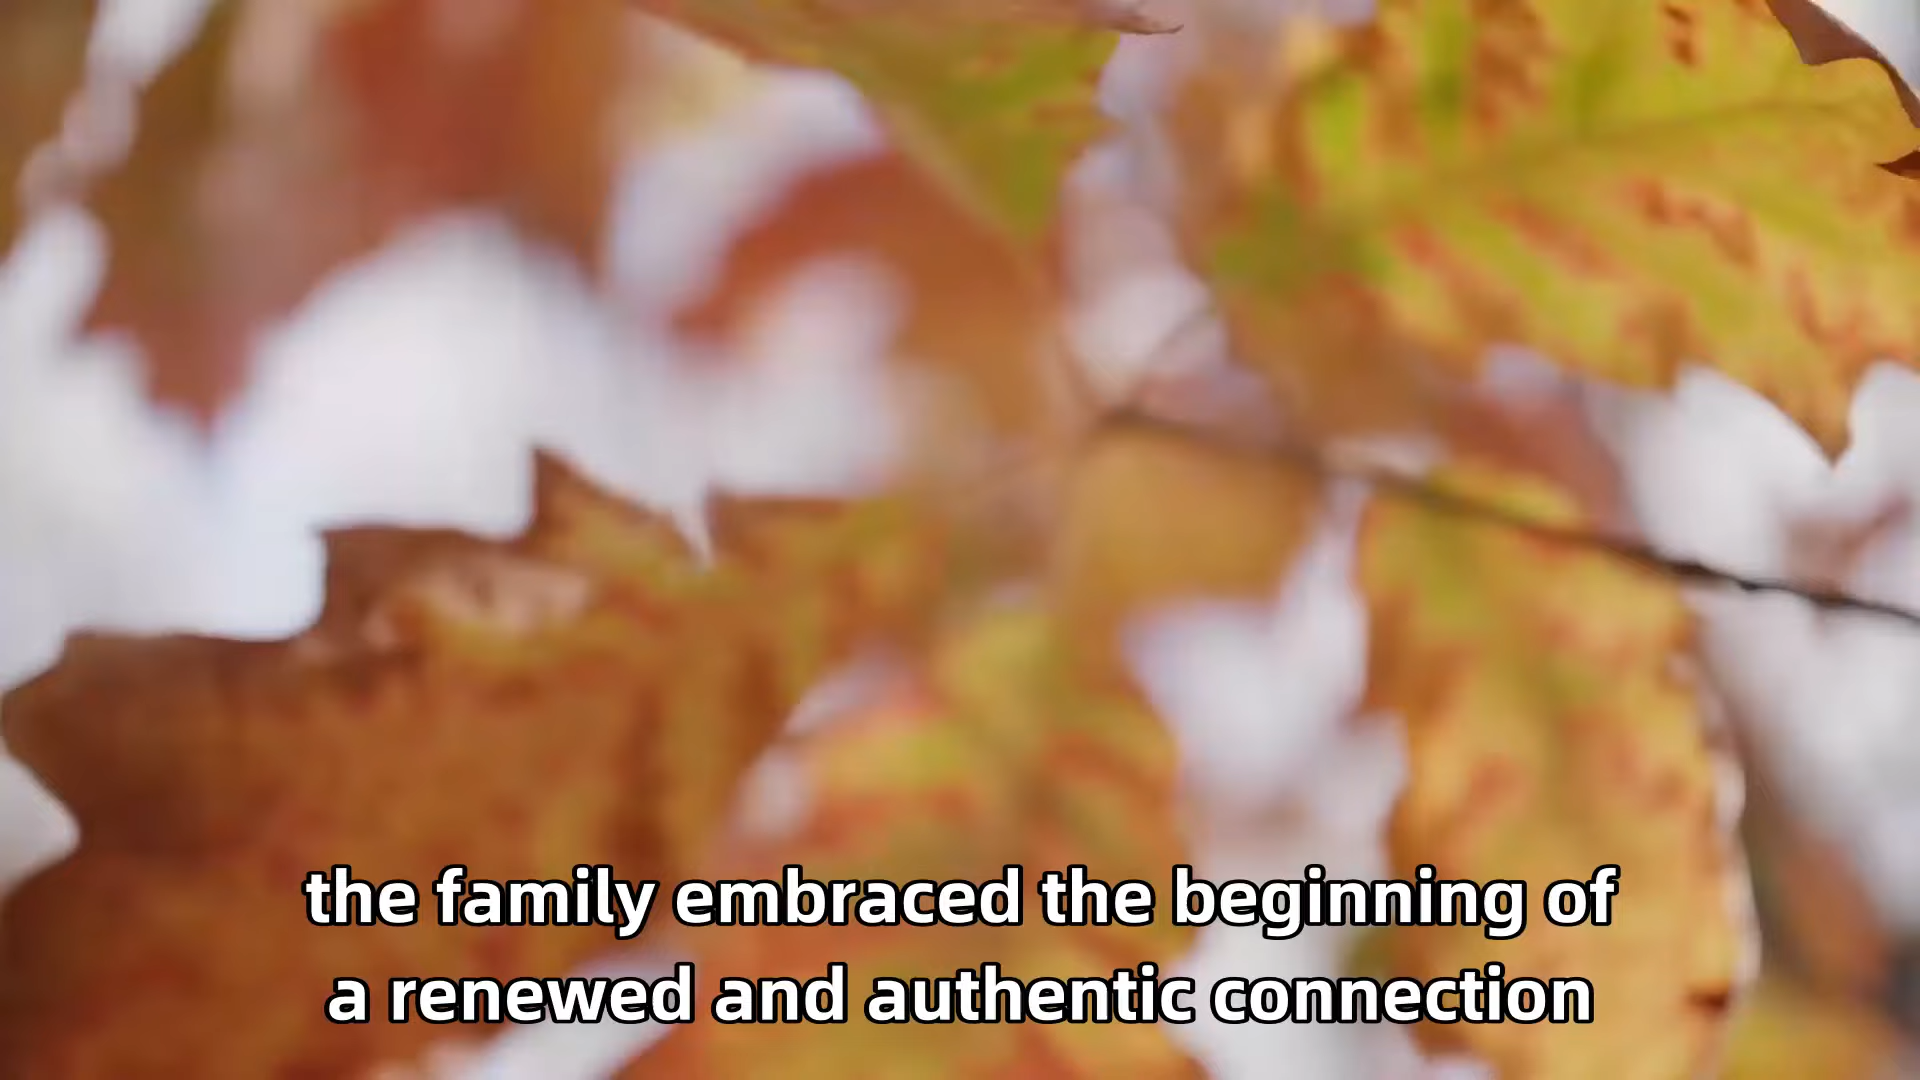 the family embraced the beginning of
a renewed and authentic connection